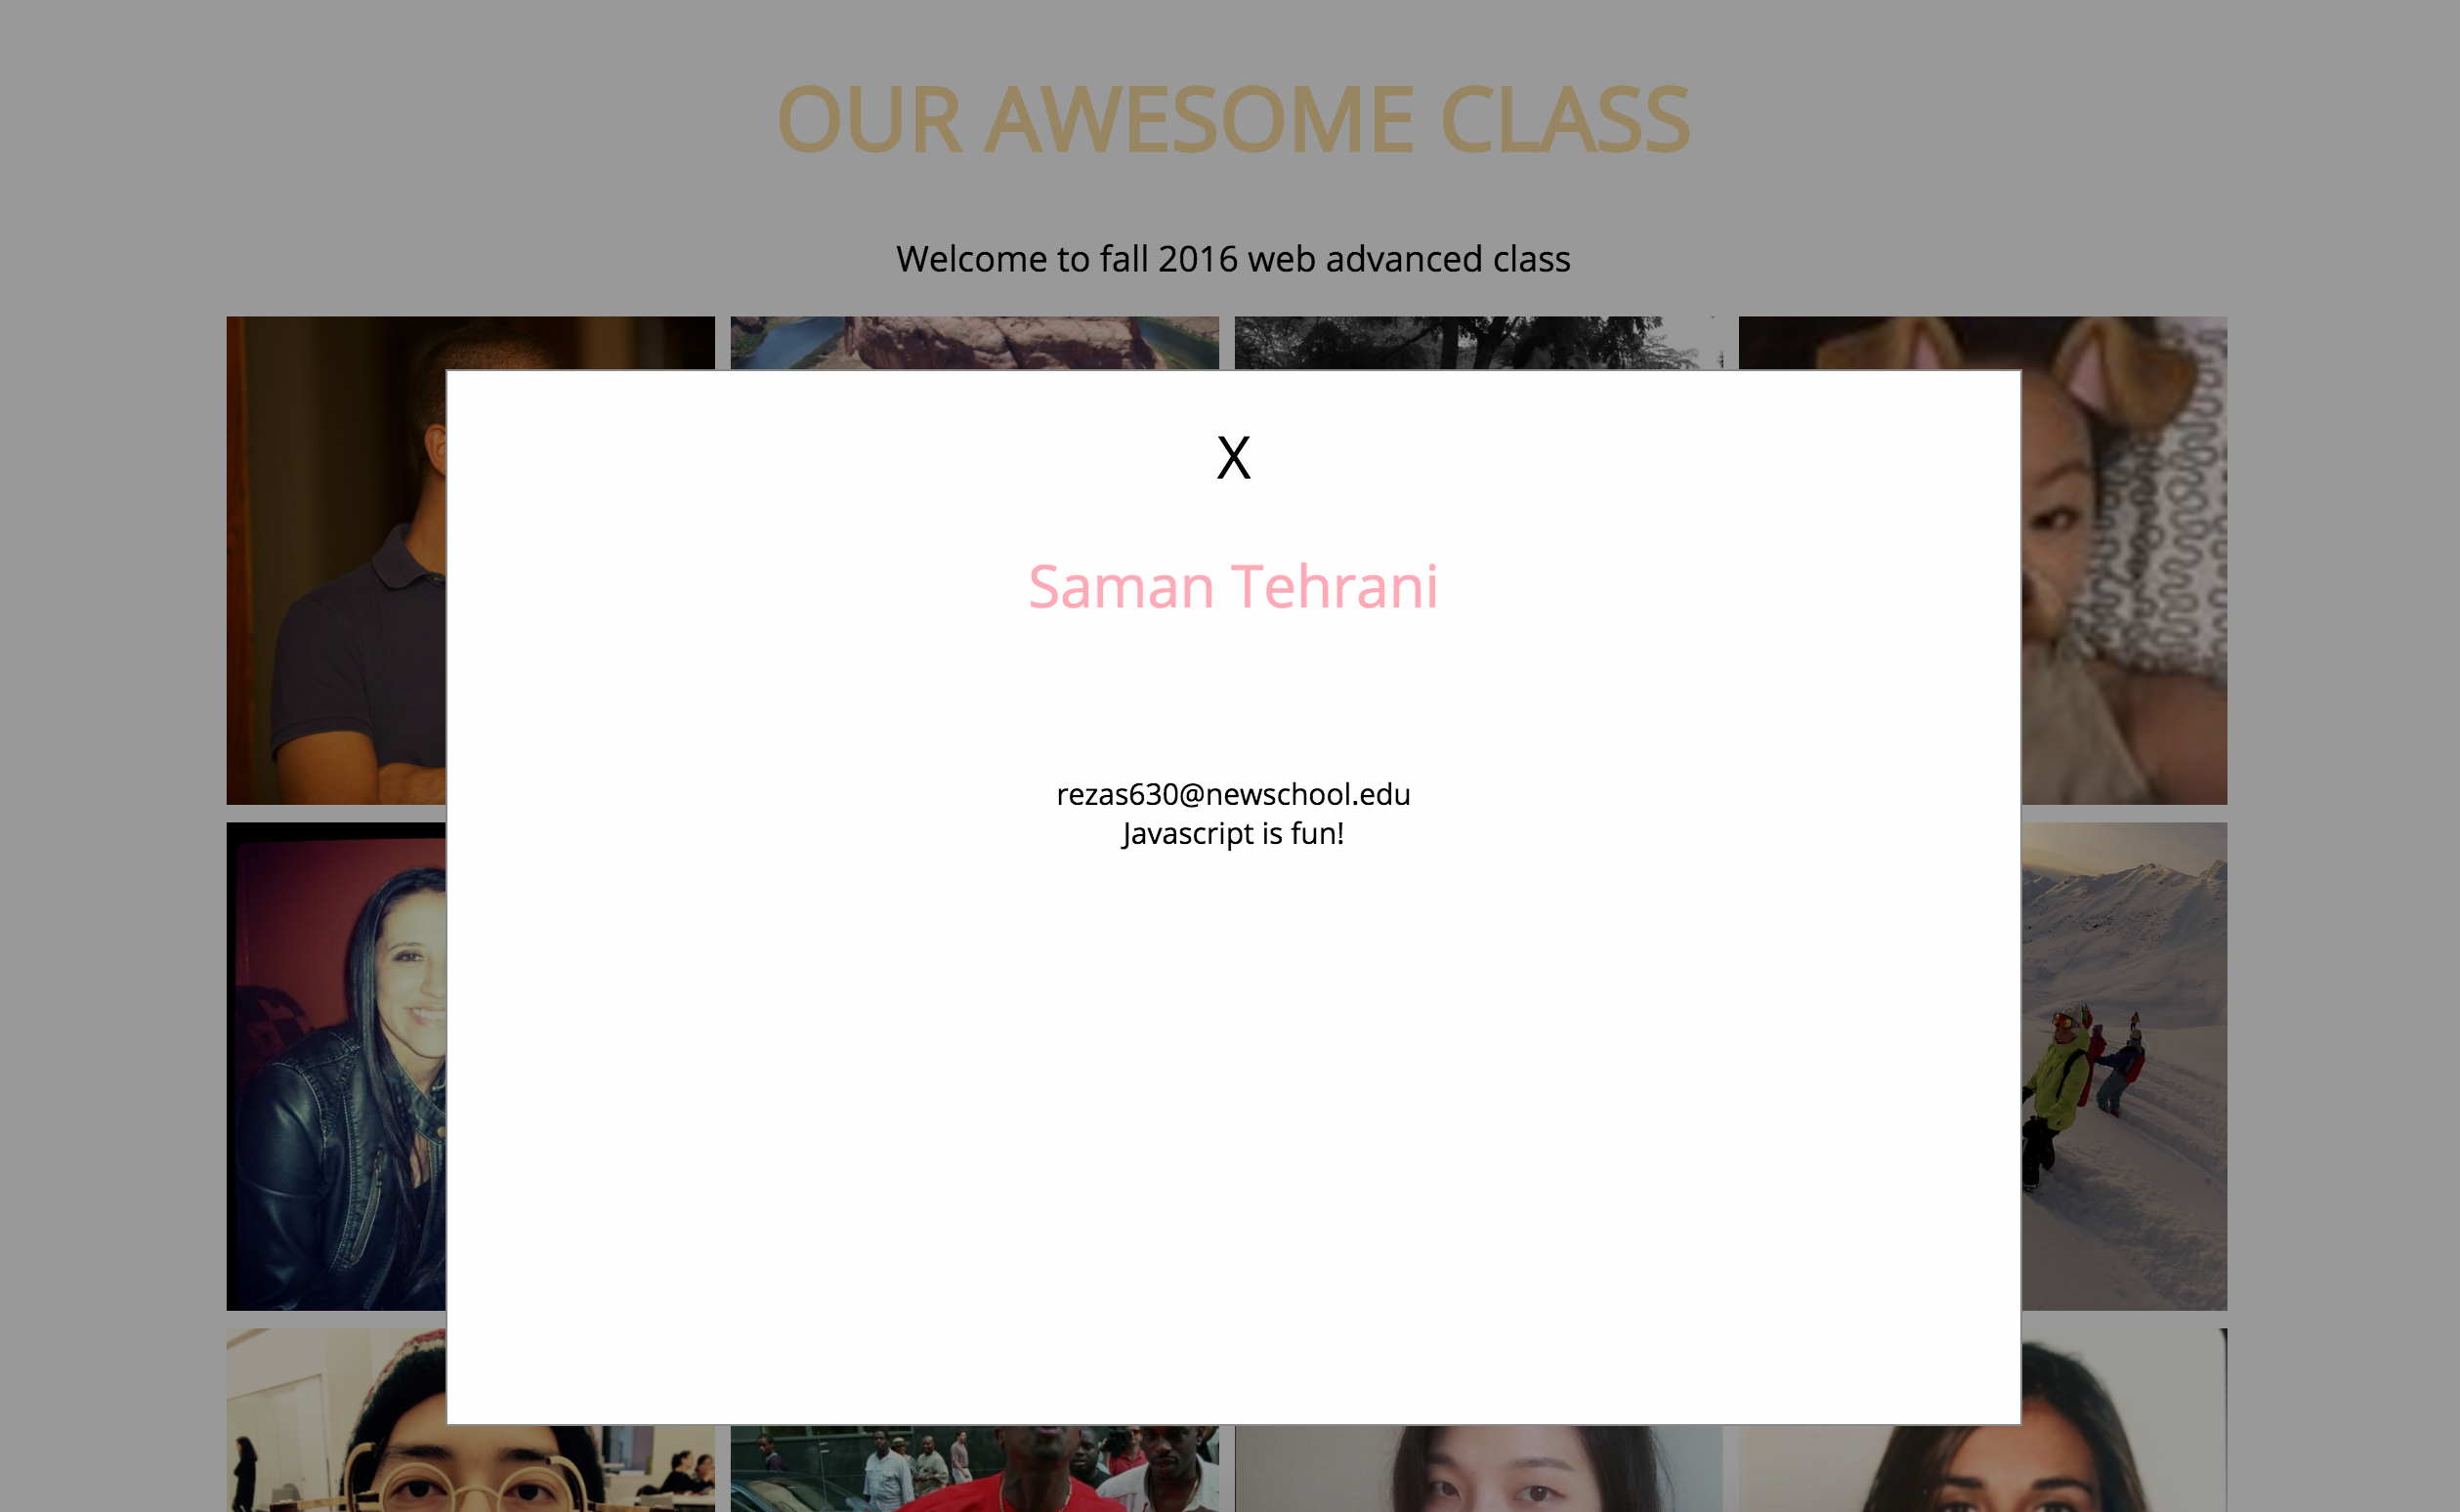 OUR AWESOME CLASS
Welcome to fall 2016 web advanced class
X
Saman Tehrani
rezas630@newschool.edu
Javascript is fun!